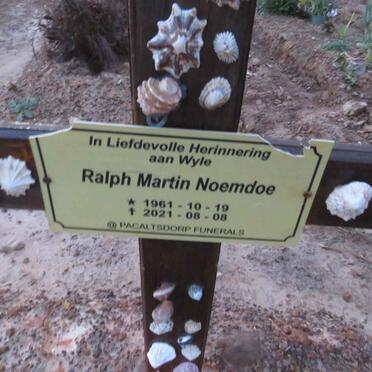 In Liefdevolle Herinnering
aan Wyle
Ralph Martin Noemdoe
★ 1961 - 10 - 19
✝ 2021 - 08 - 08
@ PACALTSDORP FUNERALS